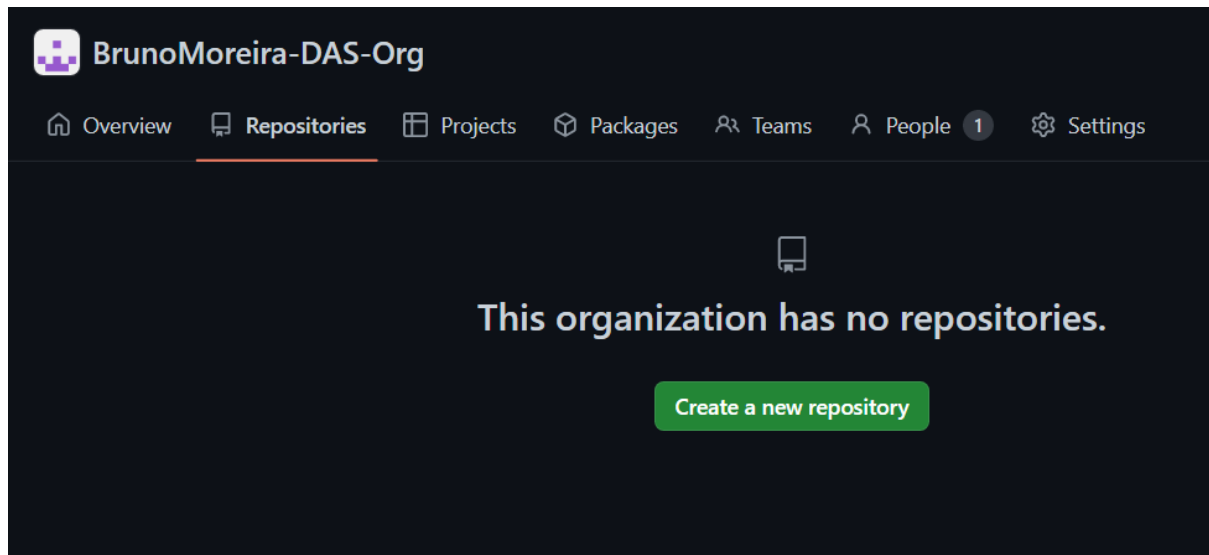 BrunoMoreira-DAS-Org
Overview Repositories Projects Packages Teams People 1 Settings
This organization has no repositories.
Create a new repository